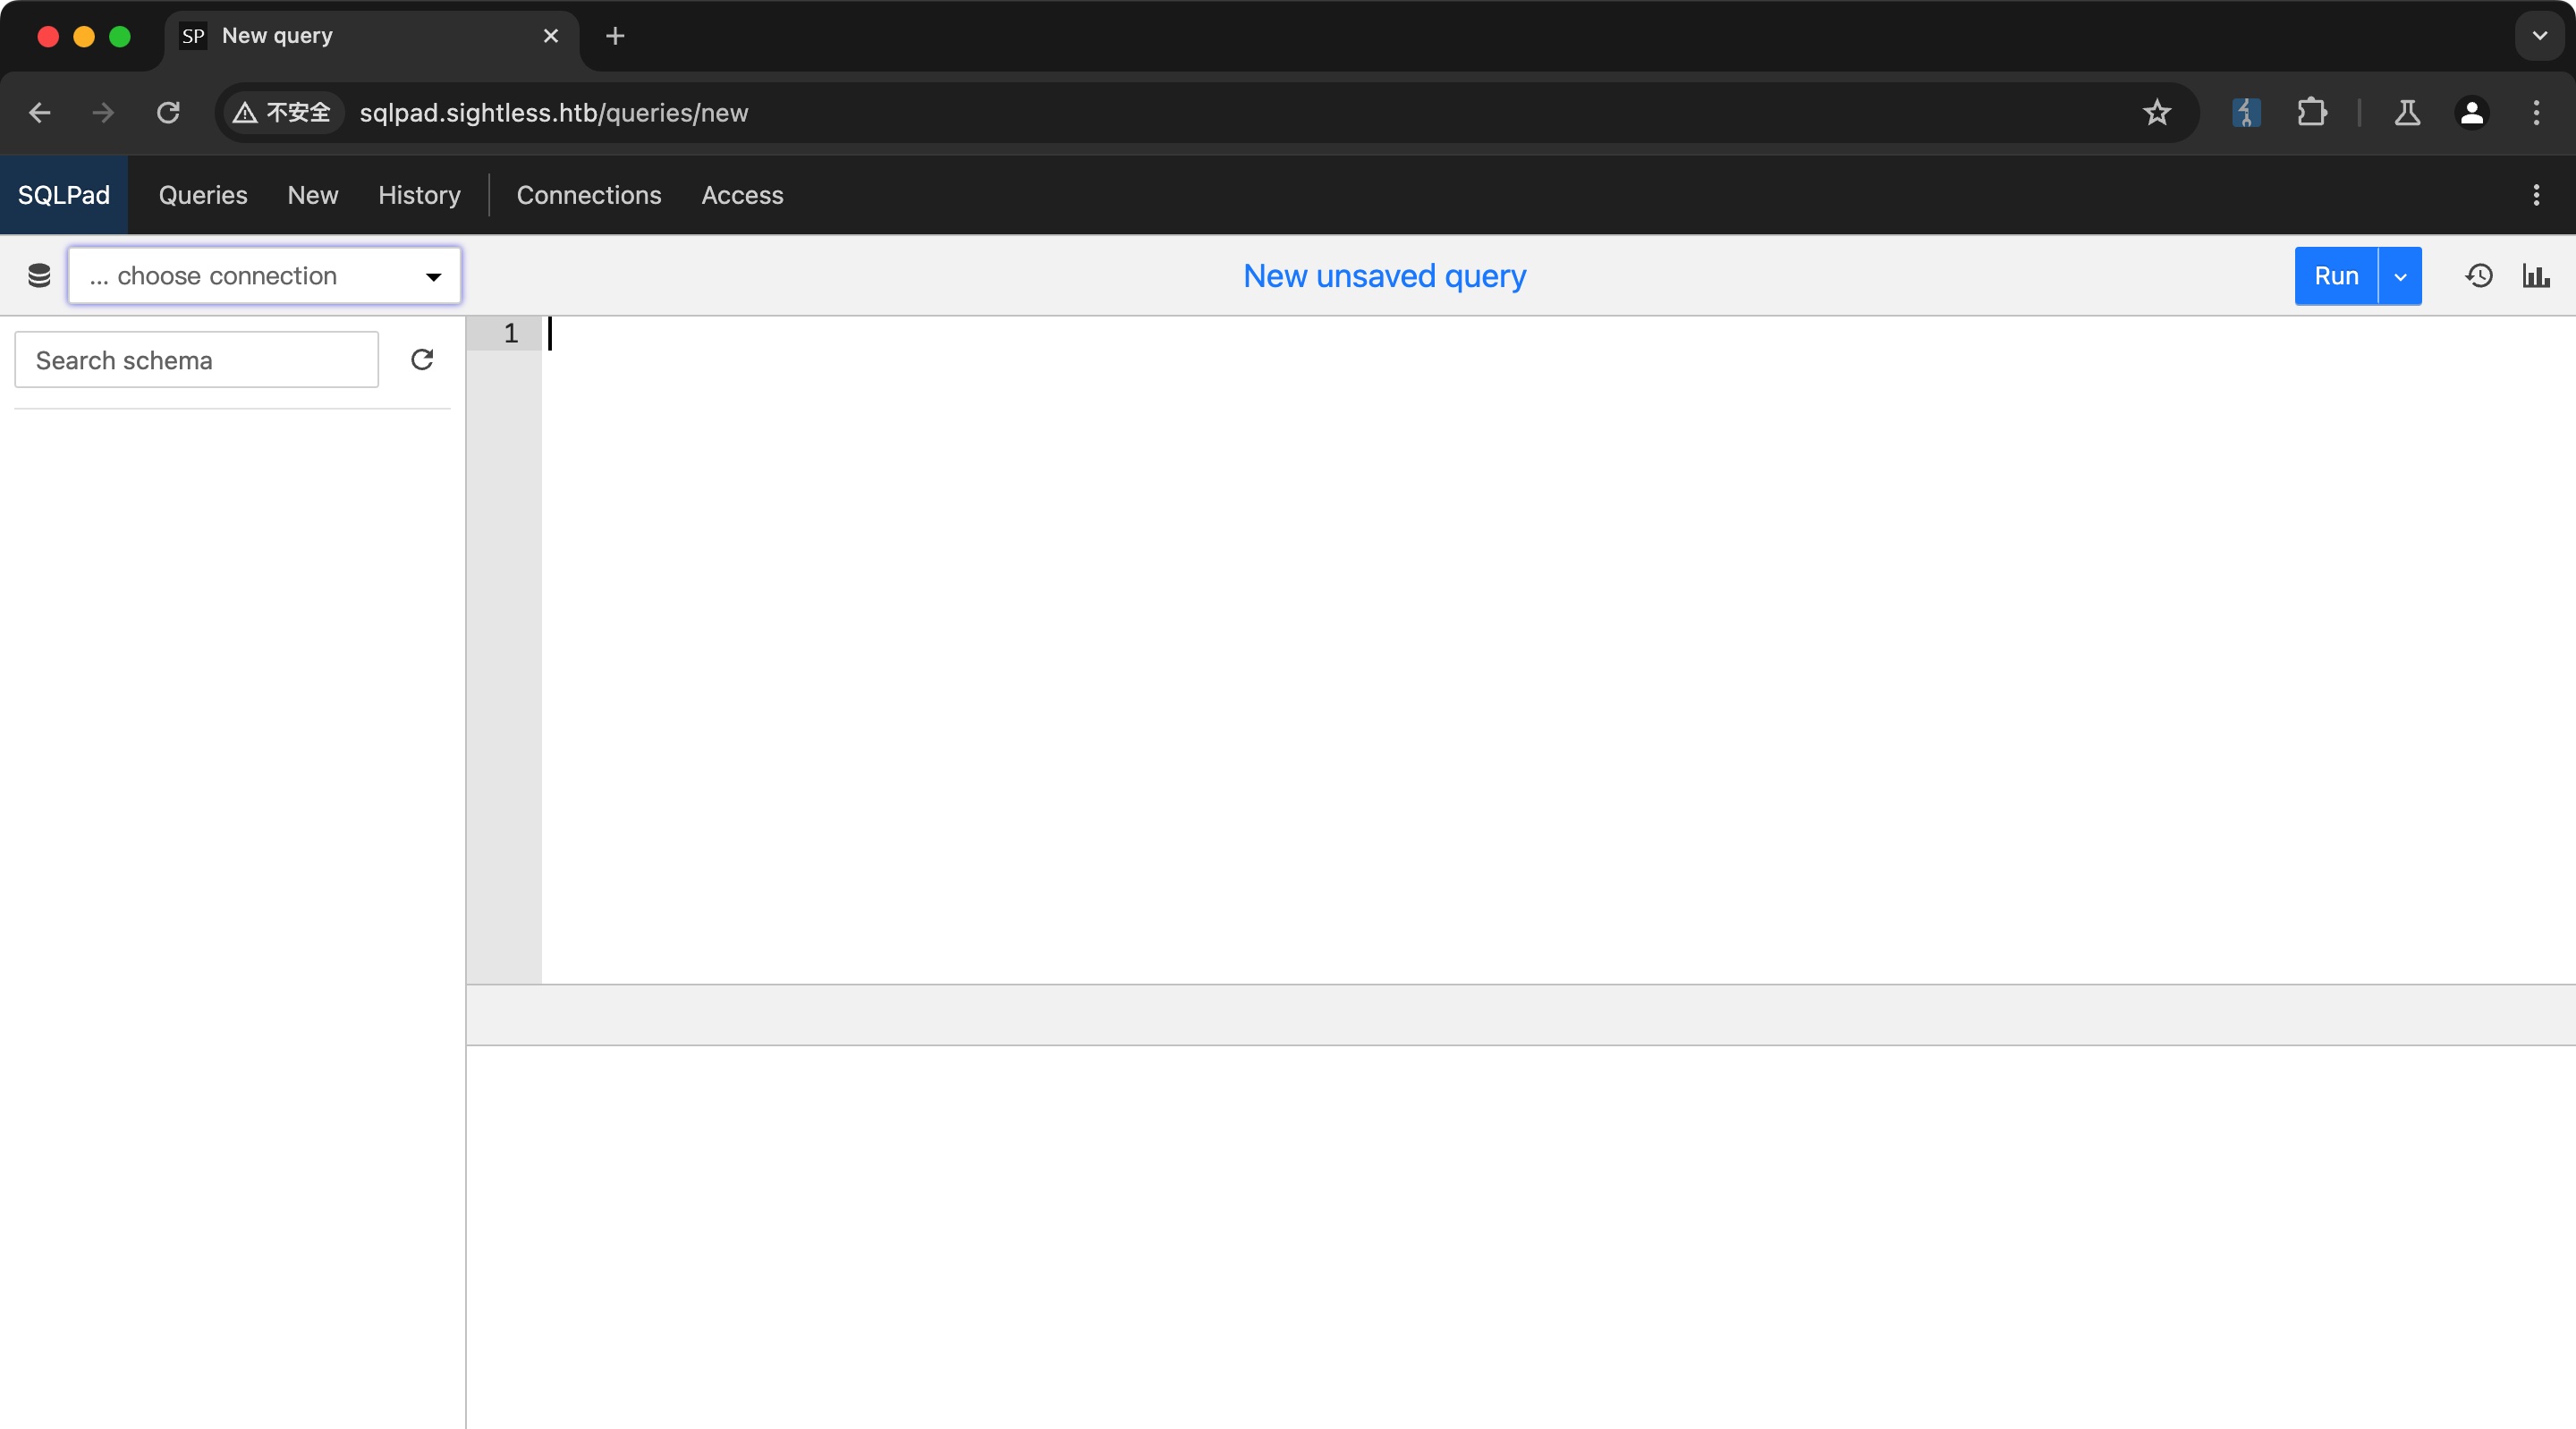 SP New query
不安全 sqlpad.sightless.htb/queries/new
SQLPad Queries New History Connections Access
... choose connection New unsaved query Run
Search schema 1